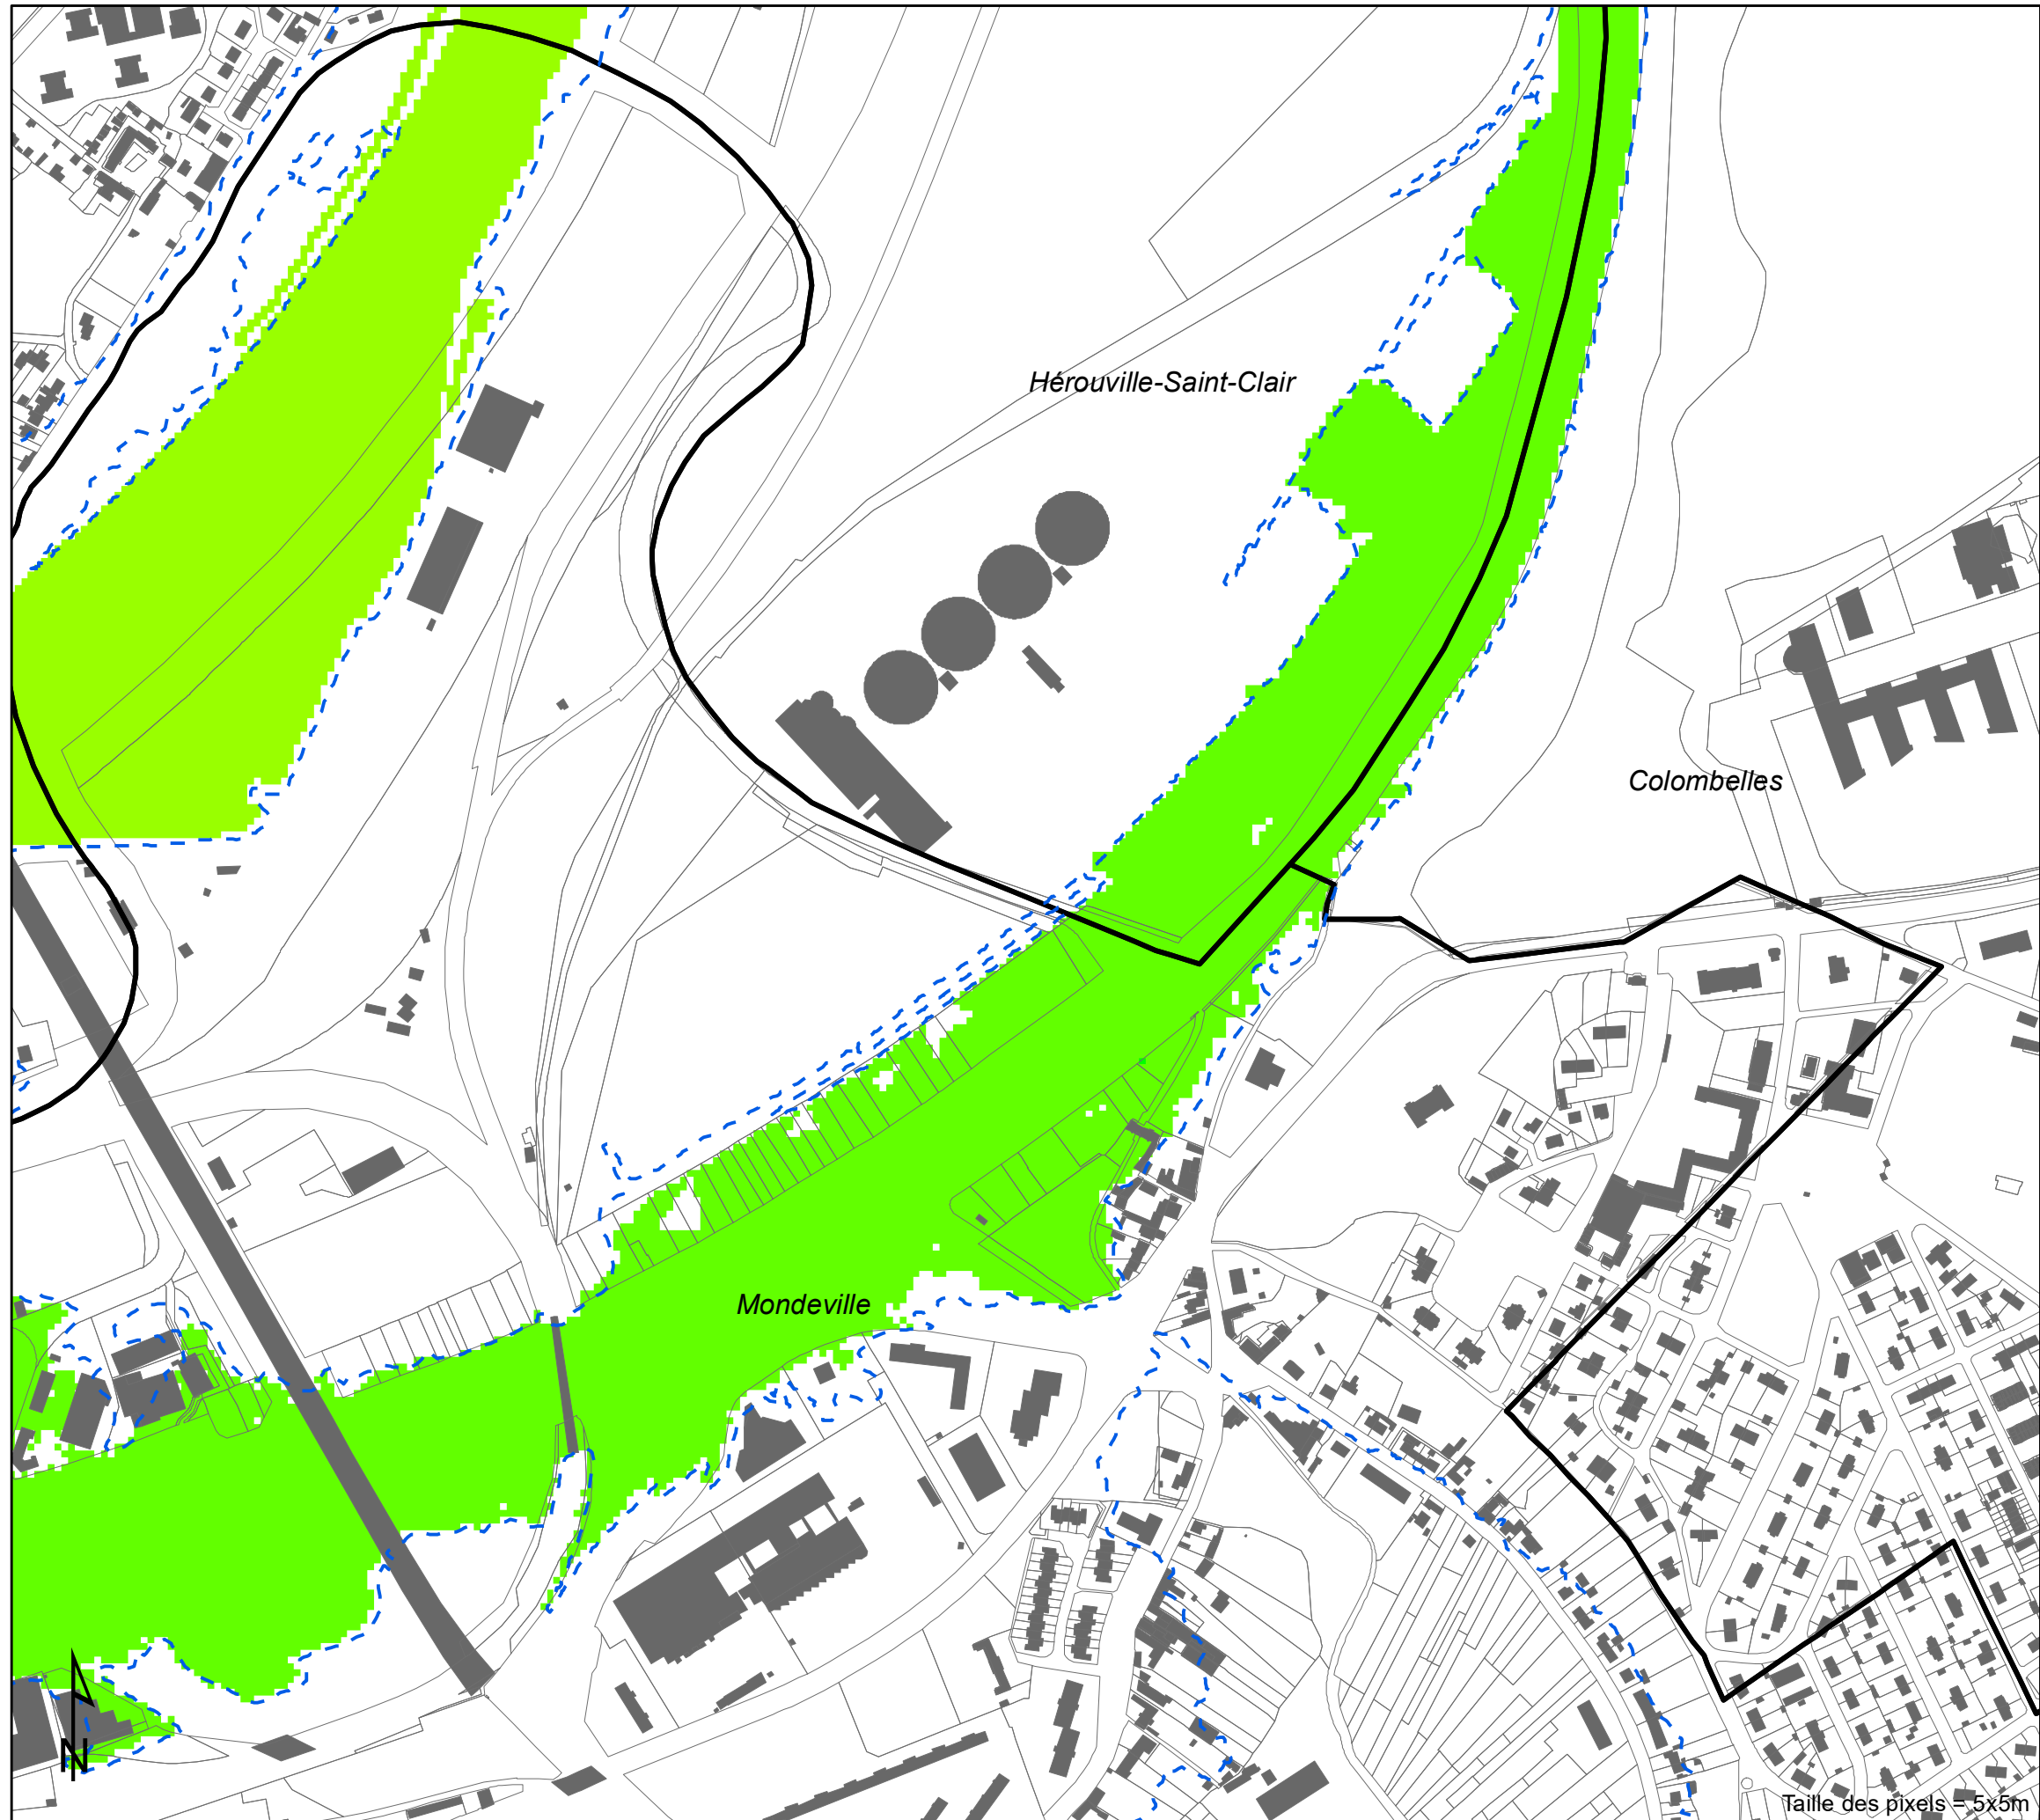 Hérouville-Saint-Clair
Colombelles
Mondeville
N
Taille des pixels = 5x5m